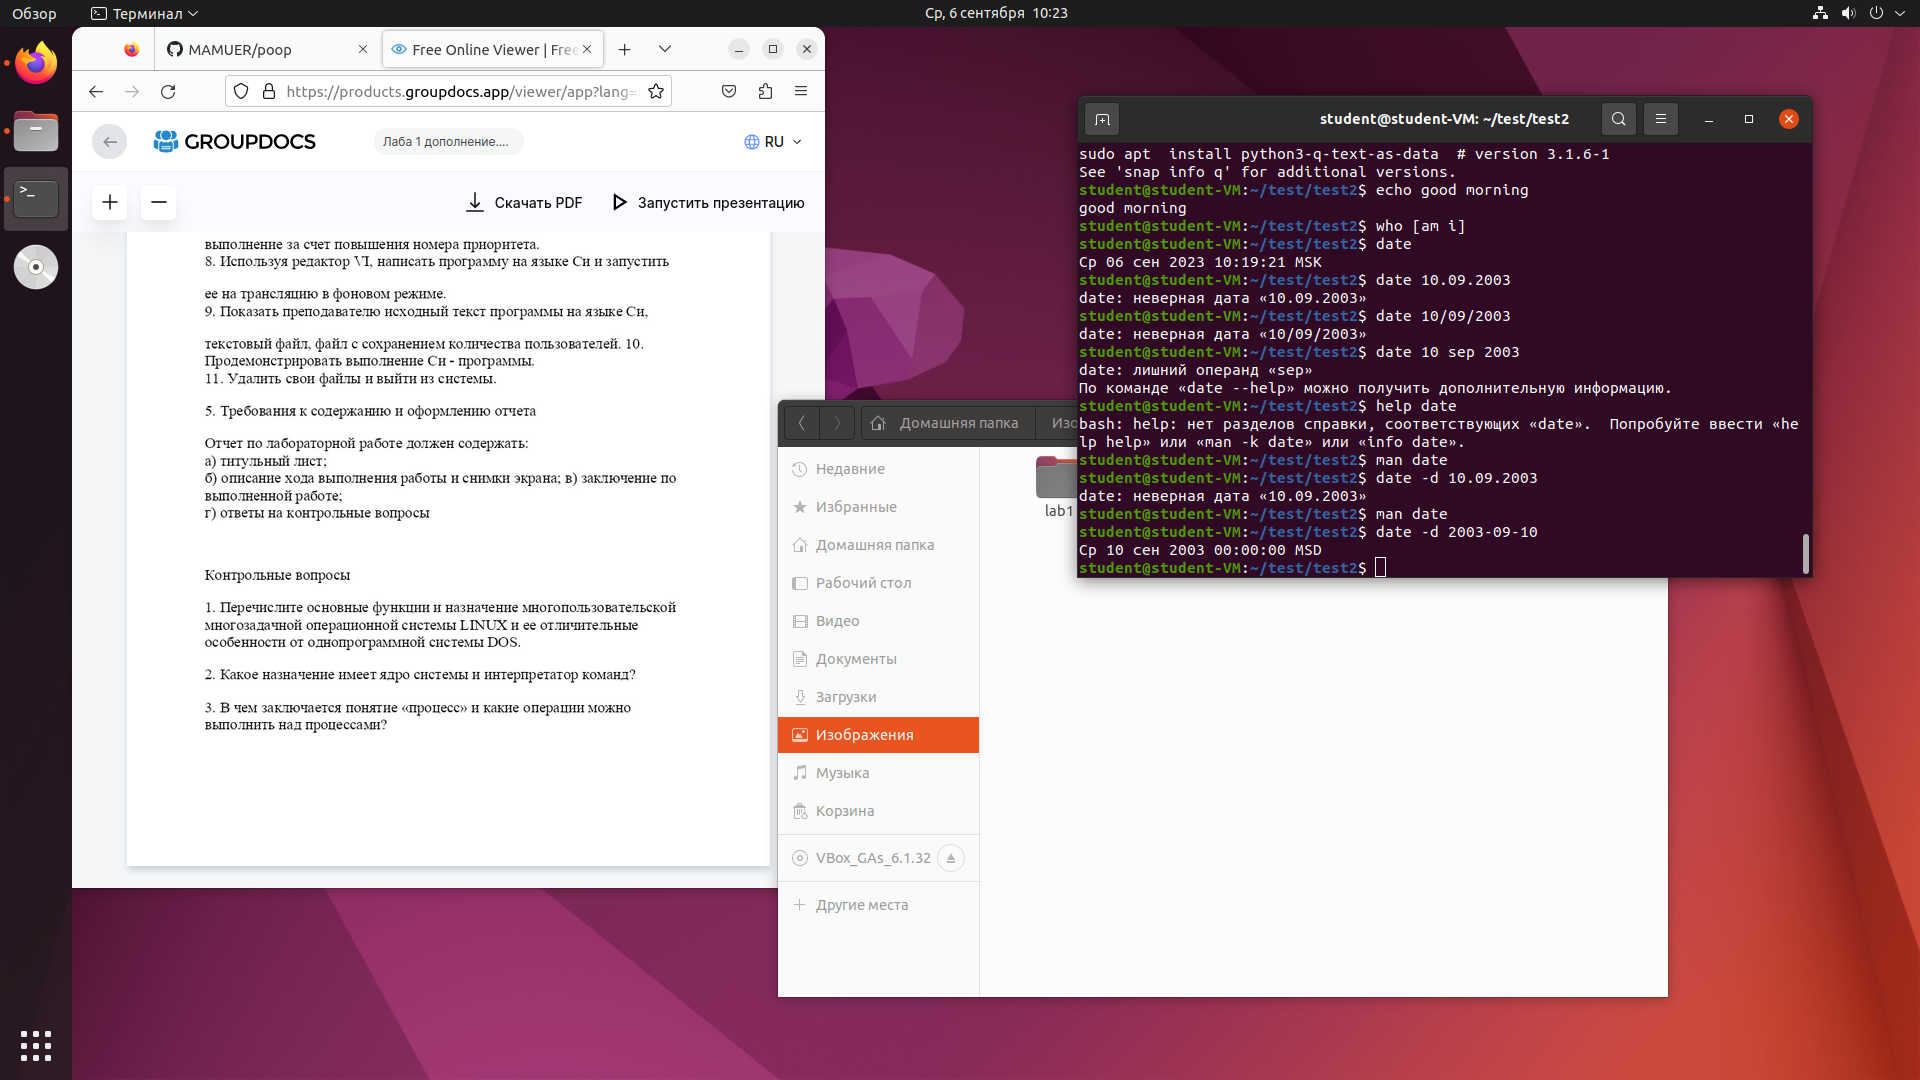 Обзор
Терминал
Ср, 6 сентября 10:23
MAMUER/poop
Free Online Viewer | Free
https://products.groupdocs.app/viewer/app?lang=
GROUPDOCS
Лаба 1 дополнение....
RU
Скачать PDF
Запустить презентацию
выполнение за счет повышения номера приоритета.
8. Используя редактор VI, написать программу на языке Си и запустить
ее на трансляцию в фоновом режиме.
9. Показать преподавателю исходный текст программы на языке Си,
текстовый файл, файл с сохранением количества пользователей. 10.
Продемонстрировать выполнение Си - программы.
11. Удалить свои файлы и выйти из системы.
5. Требования к содержанию и оформлению отчета
Отчет по лабораторной работе должен содержать:
а) титульный лист;
б) описание хода выполнения работы и снимки экрана; в) заключение по
выполненной работе;
г) ответы на контрольные вопросы
Контрольные вопросы
1. Перечислите основные функции и назначение многопользовательской
многозадачной операционной системы LINUX и ее отличительные
особенности от однопрограммной системы DOS.
2. Какое назначение имеет ядро системы и интерпретатор команд?
3. В чем заключается понятие «процесс» и какие операции можно
выполнить над процессами?
Домашняя папка
Из
Недавние
Избранные
Домашняя папка
Рабочий стол
Видео
Документы
Загрузки
Изображения
Музыка
Корзина
VBox_GAs_6.1.32
Другие места
lab1
student@student-VM: ~/test/test2
sudo apt  install python3-q-text-as-data  # version 3.1.6-1
See 'snap info q' for additional versions.
student@student-VM:~/test/test2$ echo good morning
good morning
student@student-VM:~/test/test2$ who [am i]
student@student-VM:~/test/test2$ date
Ср 06 сен 2023 10:19:21 MSK
student@student-VM:~/test/test2$ date 10.09.2003
date: неверная дата «10.09.2003»
student@student-VM:~/test/test2$ date 10/09/2003
date: неверная дата «10/09/2003»
student@student-VM:~/test/test2$ date 10 sep 2003
date: лишний операнд «sep»
По команде «date --help» можно получить дополнительную информацию.
student@student-VM:~/test/test2$ help date
bash: help: нет разделов справки, соответствующих «date».  Попробуйте ввести «he
lp help» или «man -k date» или «info date».
student@student-VM:~/test/test2$ man date
student@student-VM:~/test/test2$ date -d 10.09.2003
date: неверная дата «10.09.2003»
student@student-VM:~/test/test2$ man date
student@student-VM:~/test/test2$ date -d 2003-09-10
Ср 10 сен 2003 00:00:00 MSD
student@student-VM:~/test/test2$